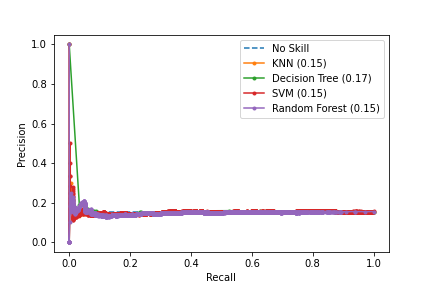 1.0
0.8
0.6
0.4
0.2
0.0
Precision
No Skill
KNN (0.15)
Decision Tree (0.17)
SVM (0.15)
Random Forest (0.15)
0.0 0.2 0.4 0.6 0.8 1.0
Recall